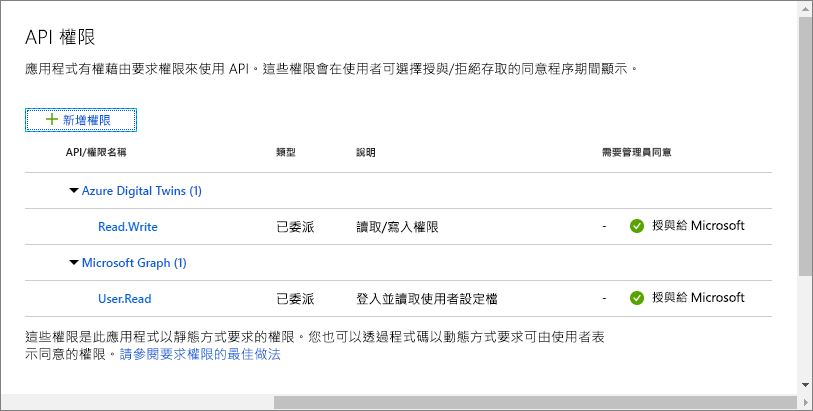 API 權限
應用程式有權藉由要求權限來使用 API。這些權限會在使用者可選擇授與/拒絕存取的同意程序期間顯示。
新增權限
API/權限名稱 類型 說明 需要管理員同意
Azure Digital Twins (1)
Read.Write 已委派 讀取/寫入權限 - 授與給 Microsoft
Microsoft Graph (1)
User.Read 已委派 登入並讀取使用者設定檔 - 授與給 Microsoft
這些權限是此應用程式以靜態方式要求的權限。您也可以透過程式碼以動態方式要求可由使用者表
示同意的權限。請參閱要求權限的最佳做法